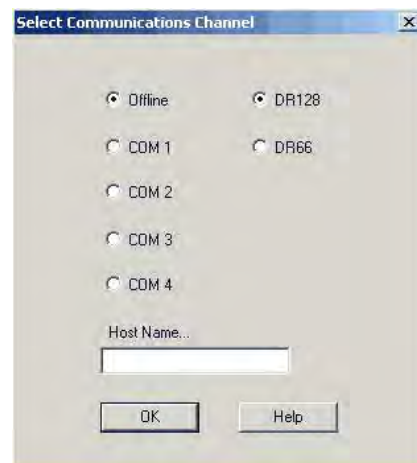 Select Communications Channel
Offline DR128
COM 1 DR66
COM 2
COM 3
COM 4
Host Name...
OK Help